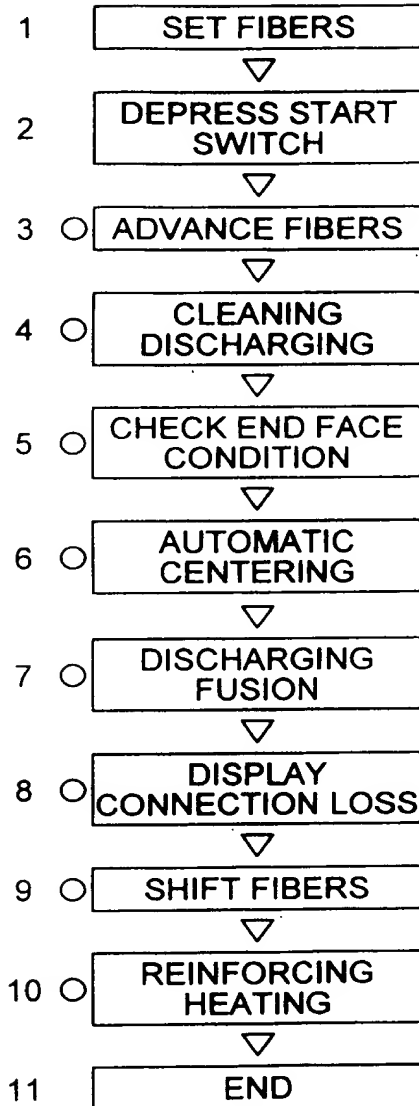 1 SET FIBERS
2 DEPRESS START
SWITCH
3 ADVANCE FIBERS
4 CLEANING
DISCHARGING
5 CHECK END FACE
CONDITION
6 AUTOMATIC
CENTERING
7 DISCHARGING
FUSION
8 DISPLAY
CONNECTION LOSS
9 SHIFT FIBERS
10 REINFORCING
HEATING
11 END